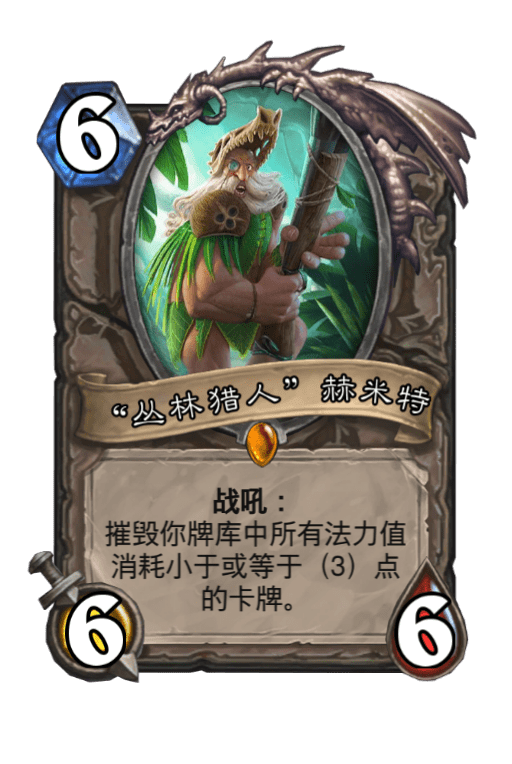 6
“丛林猎人”赫米特
战吼：
摧毁你牌库中所有法力值
消耗小于或等于（3）点
的卡牌。
6
6